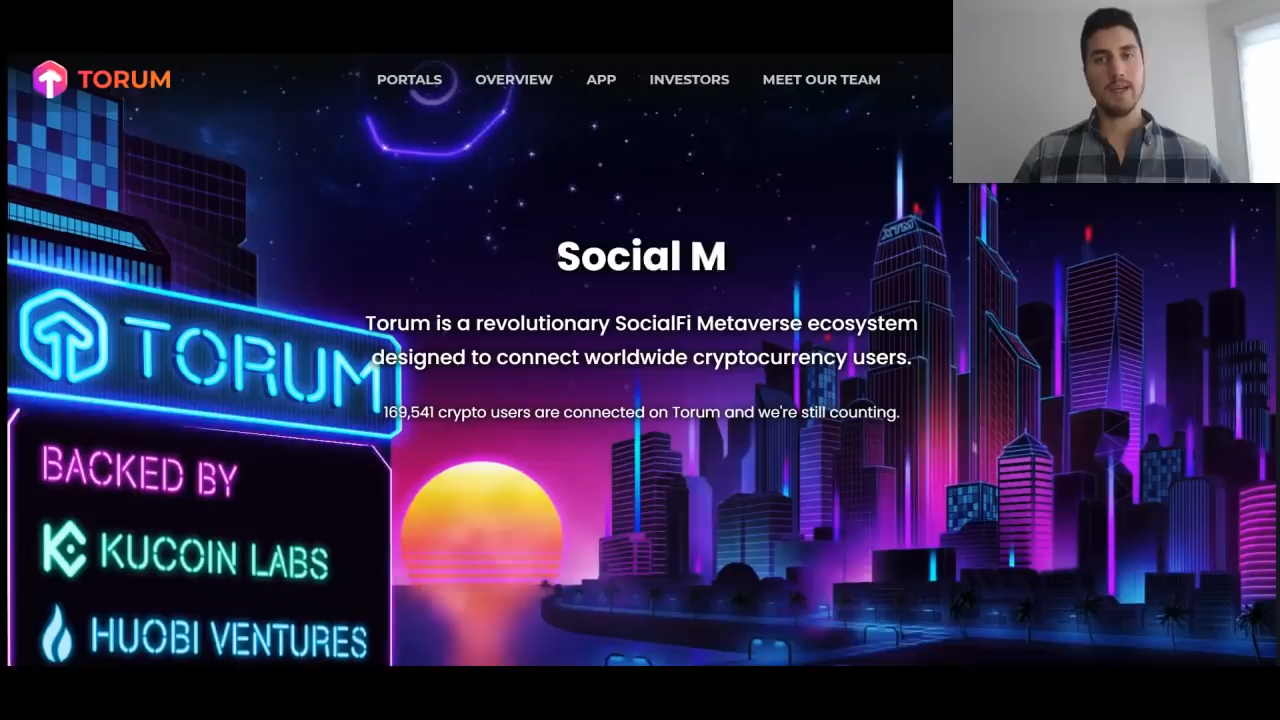 TORUM
PORTALS OVERVIEW APP INVESTORS MEET OUR TEAM
XTM
Social M
Torum is a revolutionary SocialFi Metaverse ecosystem
designed to connect worldwide cryptocurrency users.
169,541 crypto users are connected on Torum and we're still counting.
TORUM
BACKED BY
KUCOIN LABS
HUOBI VENTURES